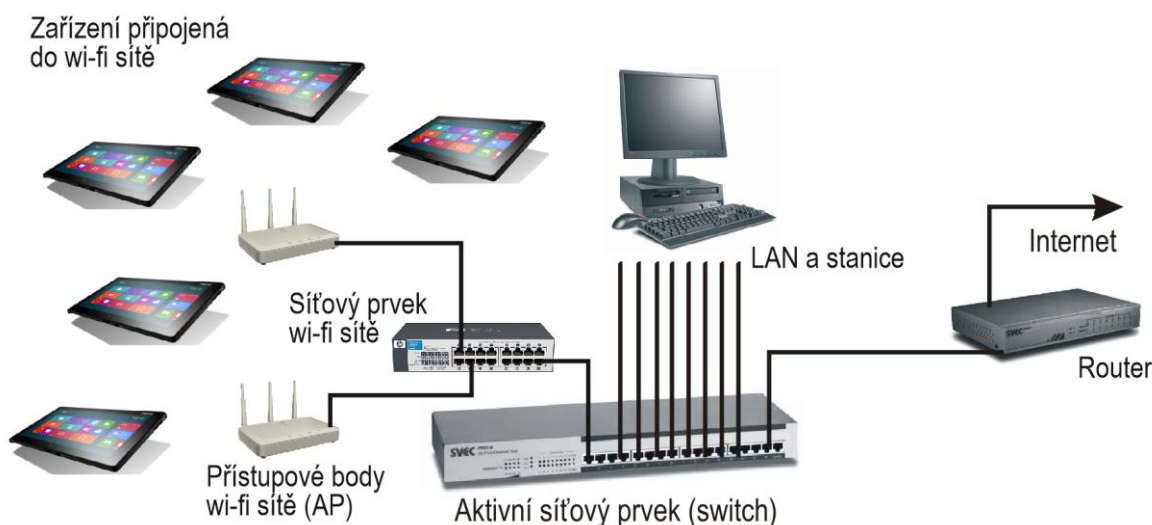 Zařízení připojená
do wi-fi sítě
LAN a stanice
Internet
Síťový prvek
wi-fi sítě
Router
SVEC
Přístupové body
wi-fi sítě (AP)
Aktivní síťový prvek (switch)